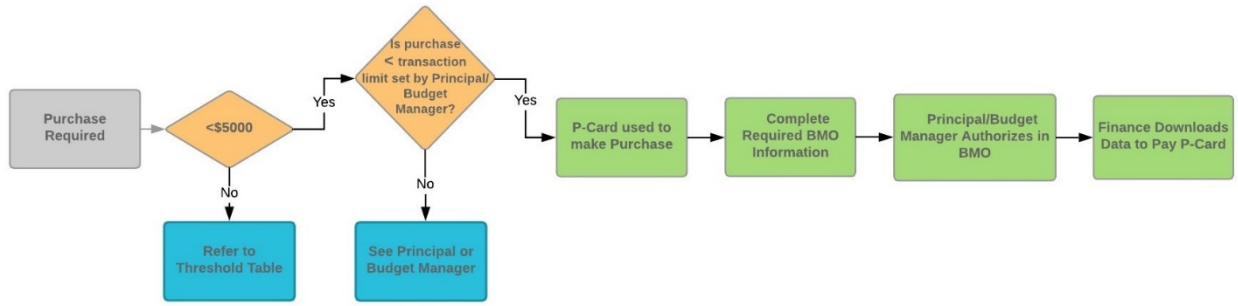 Purchase
Required
<$5000
Yes
No
Refer to
Threshold Table
Is purchase
< transaction
limit set by Principal/
Budget
Manager?
Yes
No
See Principal or
Budget Manager
P-Card used to
make Purchase
Complete
Required BMO
Information
Principal/Budget
Manager Authorizes in
BMO
Finance Downloads
Data to Pay P-Card